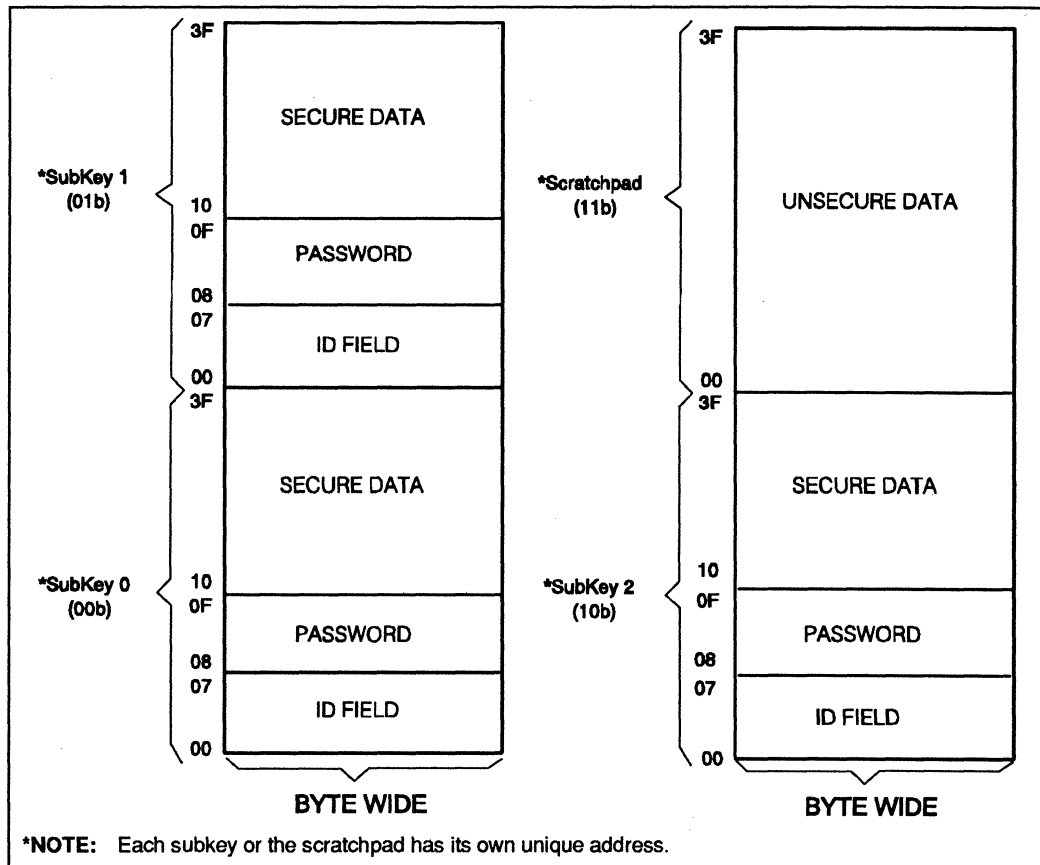 3F
SECURE DATA
*SubKey 1
(01b)
10
0F
PASSWORD
08
07
ID FIELD
00
3F
SECURE DATA
*SubKey 0
(00b)
10
0F
PASSWORD
08
07
ID FIELD
00
BYTE WIDE
3F
*Scratchpad
(11b)
UNSECURE DATA
00
3F
SECURE DATA
*SubKey 2
(10b)
10
0F
PASSWORD
08
07
ID FIELD
00
BYTE WIDE
*NOTE: Each subkey or the scratchpad has its own unique address.